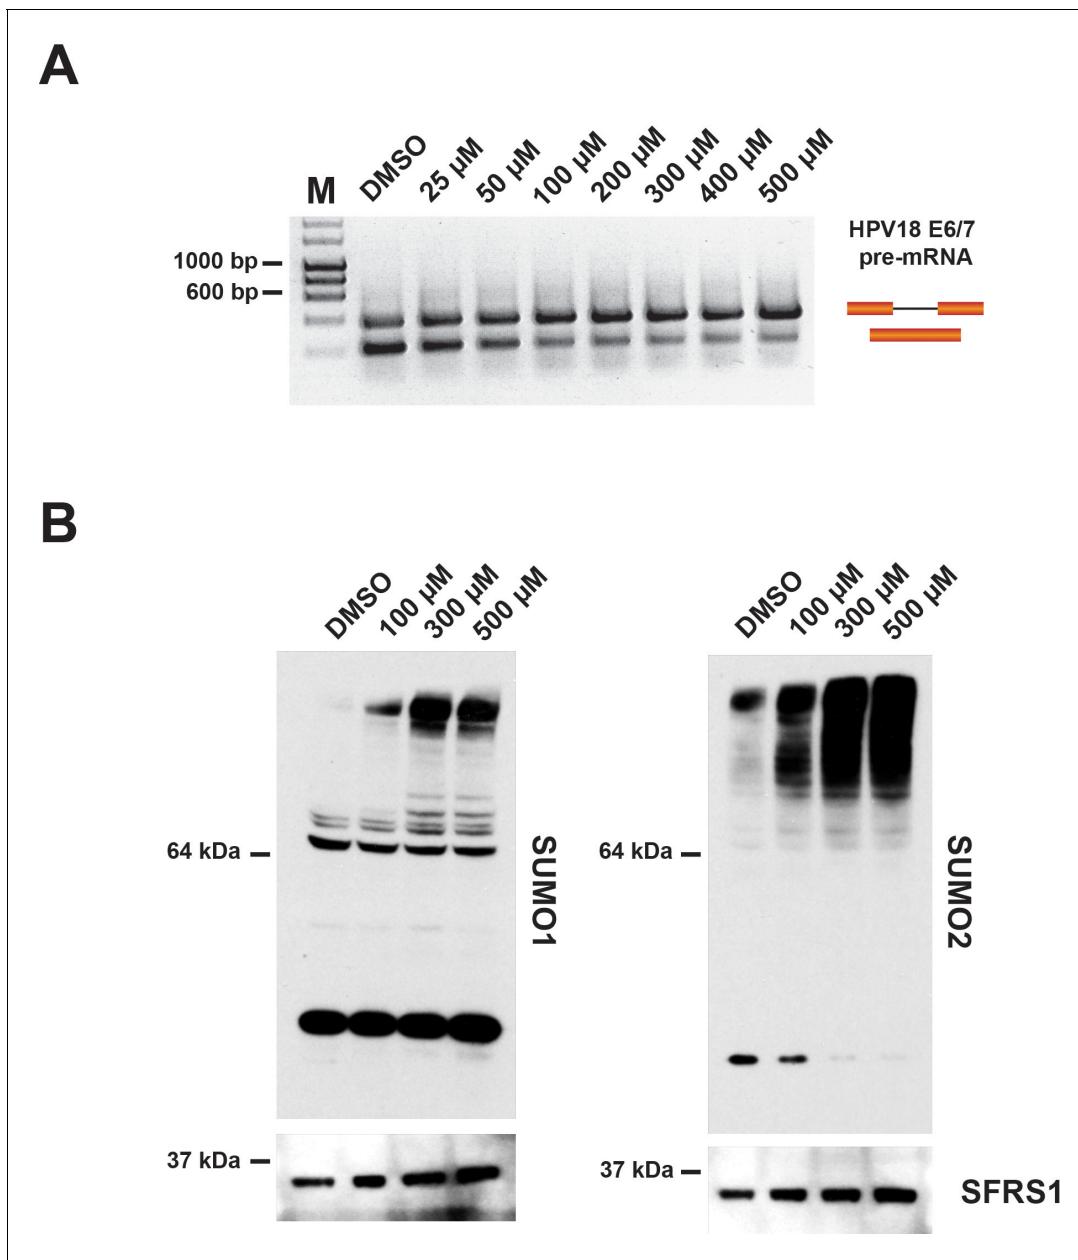 A
M
DMSO
25 µM
50 µM
100 µM
200 µM
300 µM
400 µM
500 µM
1000 bp
600 bp
HPV18 E6/7
pre-mRNA
B
DMSO
100 µM
300 µM
500 µM
64 kDa
SUMO1
37 kDa
DMSO
100 µM
300 µM
500 µM
64 kDa
SUMO2
37 kDa
SFRS1